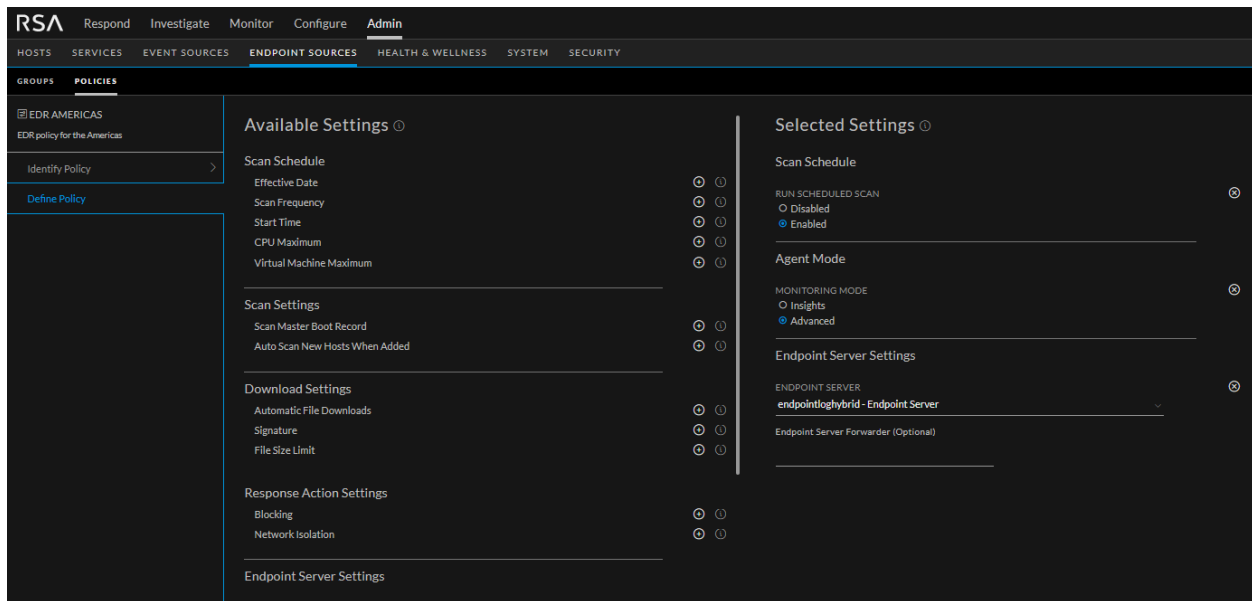 RSA Respond Investigate Monitor Configure Admin
HOSTS SERVICES EVENT SOURCES ENDPOINT SOURCES HEALTH & WELLNESS SYSTEM SECURITY
GROUPS POLICIES
EDR AMERICAS
EDR policy for the Americas
Identify Policy
Define Policy
Available Settings
Scan Schedule
Effective Date
Scan Frequency
Start Time
CPU Maximum
Virtual Machine Maximum
Scan Settings
Scan Master Boot Record
Auto Scan New Hosts When Added
Download Settings
Automatic File Downloads
Signature
File Size Limit
Response Action Settings
Blocking
Network Isolation
Endpoint Server Settings
Selected Settings
Scan Schedule
RUN SCHEDULED SCAN
Disabled
Enabled
Agent Mode
MONITORING MODE
Insights
Advanced
Endpoint Server Settings
ENDPOINT SERVER
endpointloghybrid - Endpoint Server
Endpoint Server Forwarder (Optional)